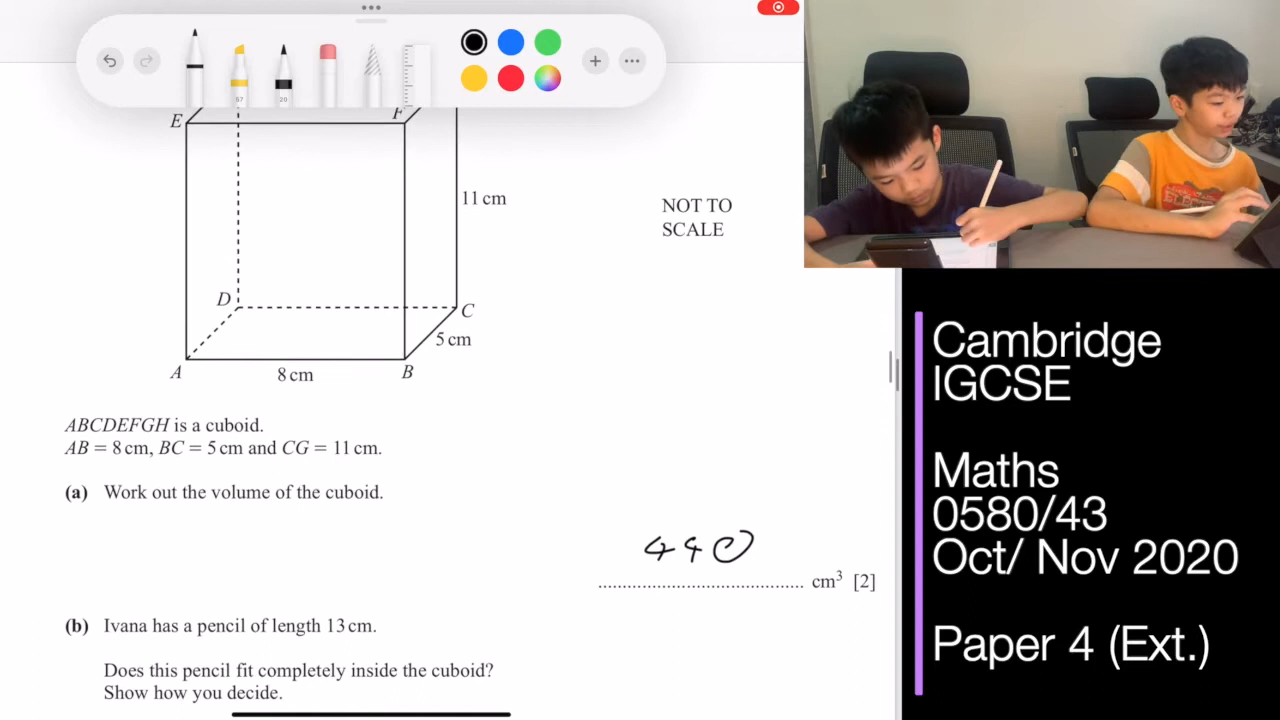 57
20
E
F
11 cm
NOT TO
SCALE
D
C
5 cm
A
8 cm
B
ABCDEFGH is a cuboid.
AB = 8 cm, BC = 5 cm and CG = 11 cm.
(a) Work out the volume of the cuboid.
440
........................................ cm³ [2]
(b) Ivana has a pencil of length 13 cm.
Does this pencil fit completely inside the cuboid?
Show how you decide.
Cambridge
IGCSE
Maths
0580/43
Oct/ Nov 2020
Paper 4 (Ext.)